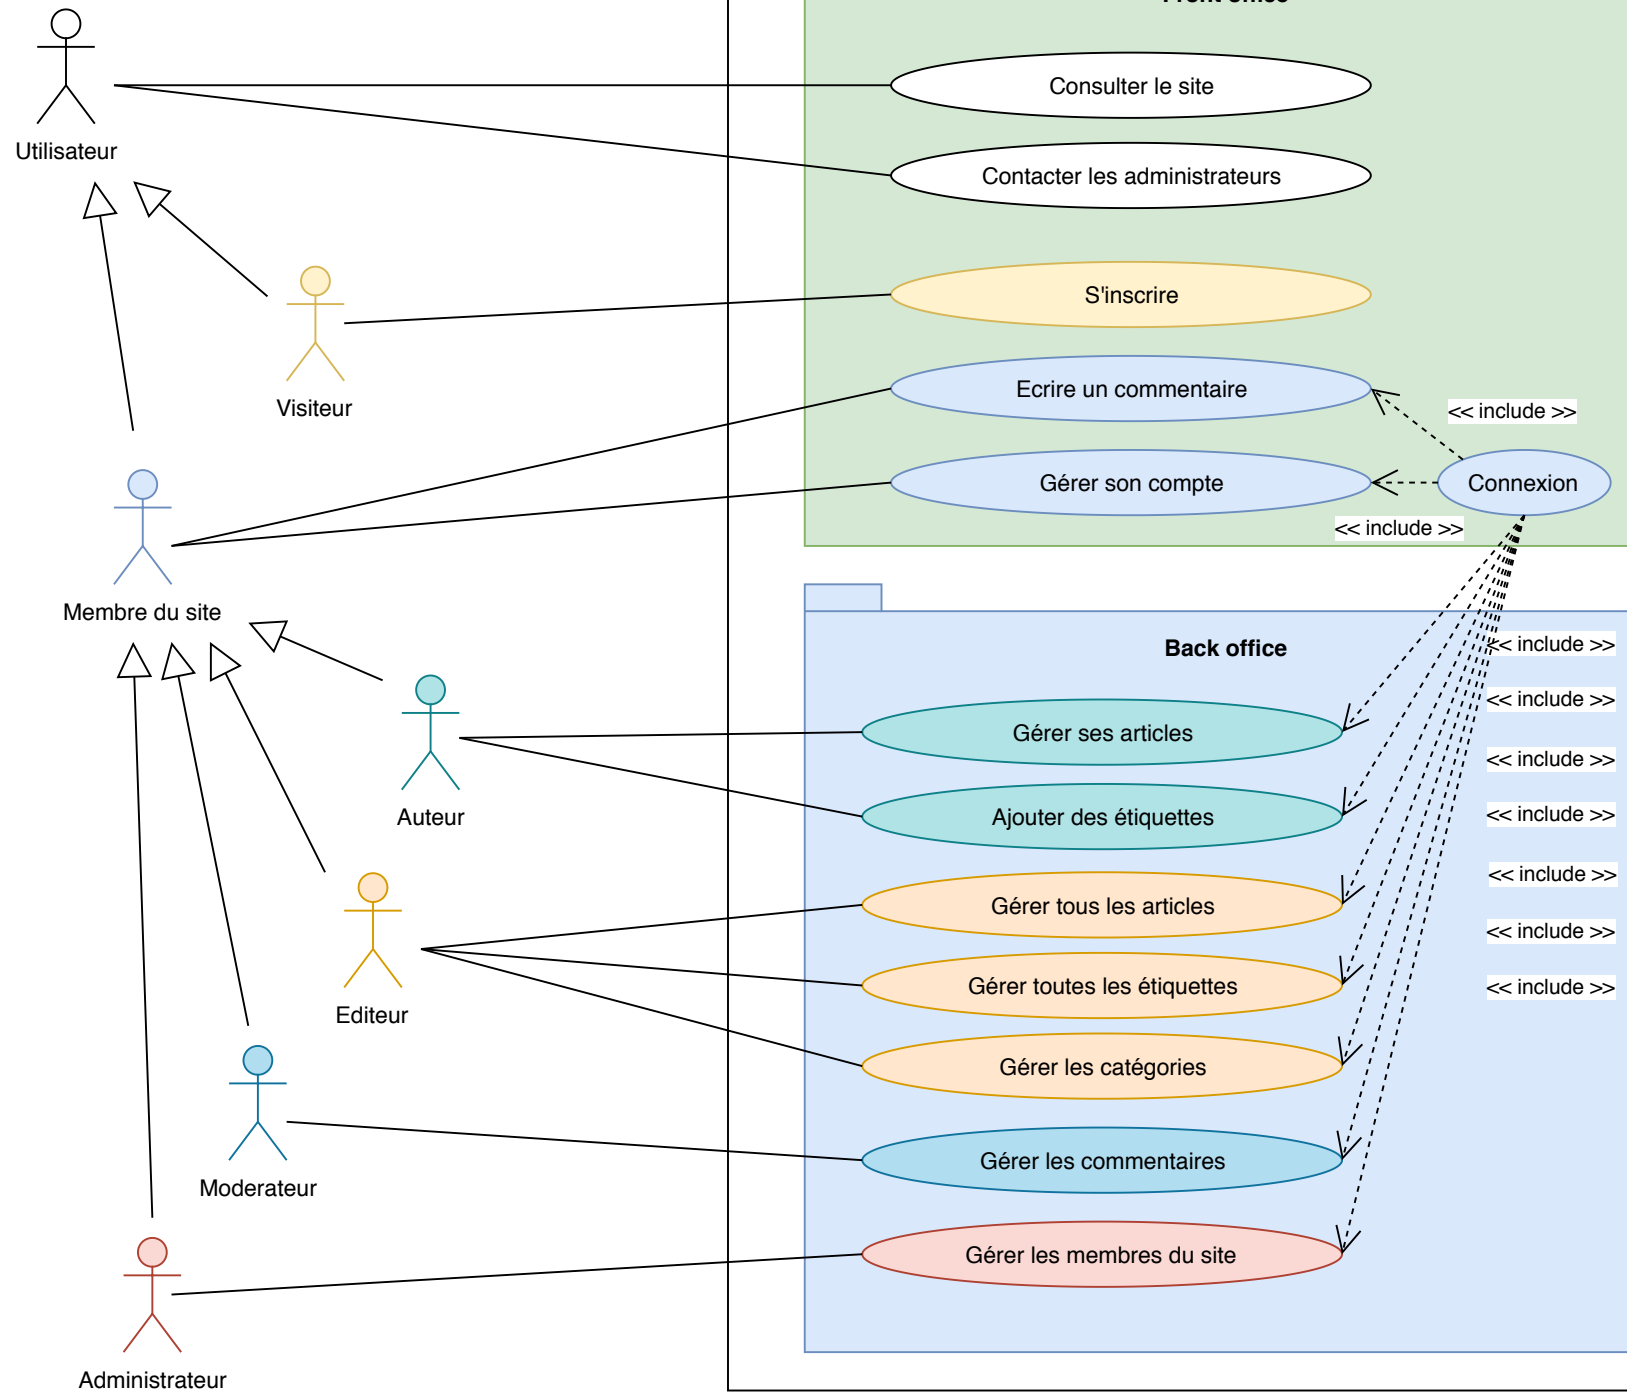 Front office
Utilisateur
Consulter le site
Contacter les administrateurs
Visiteur
S'inscrire
Ecrire un commentaire
<< include >>
Gérer son compte
Connexion
<< include >>
Membre du site
Back office
<< include >>
<< include >>
Gérer ses articles
<< include >>
Auteur
Ajouter des étiquettes
<< include >>
<< include >>
Gérer tous les articles
<< include >>
Gérer toutes les étiquettes
<< include >>
Editeur
Gérer les catégories
Moderateur
Gérer les commentaires
Gérer les membres du site
Administrateur